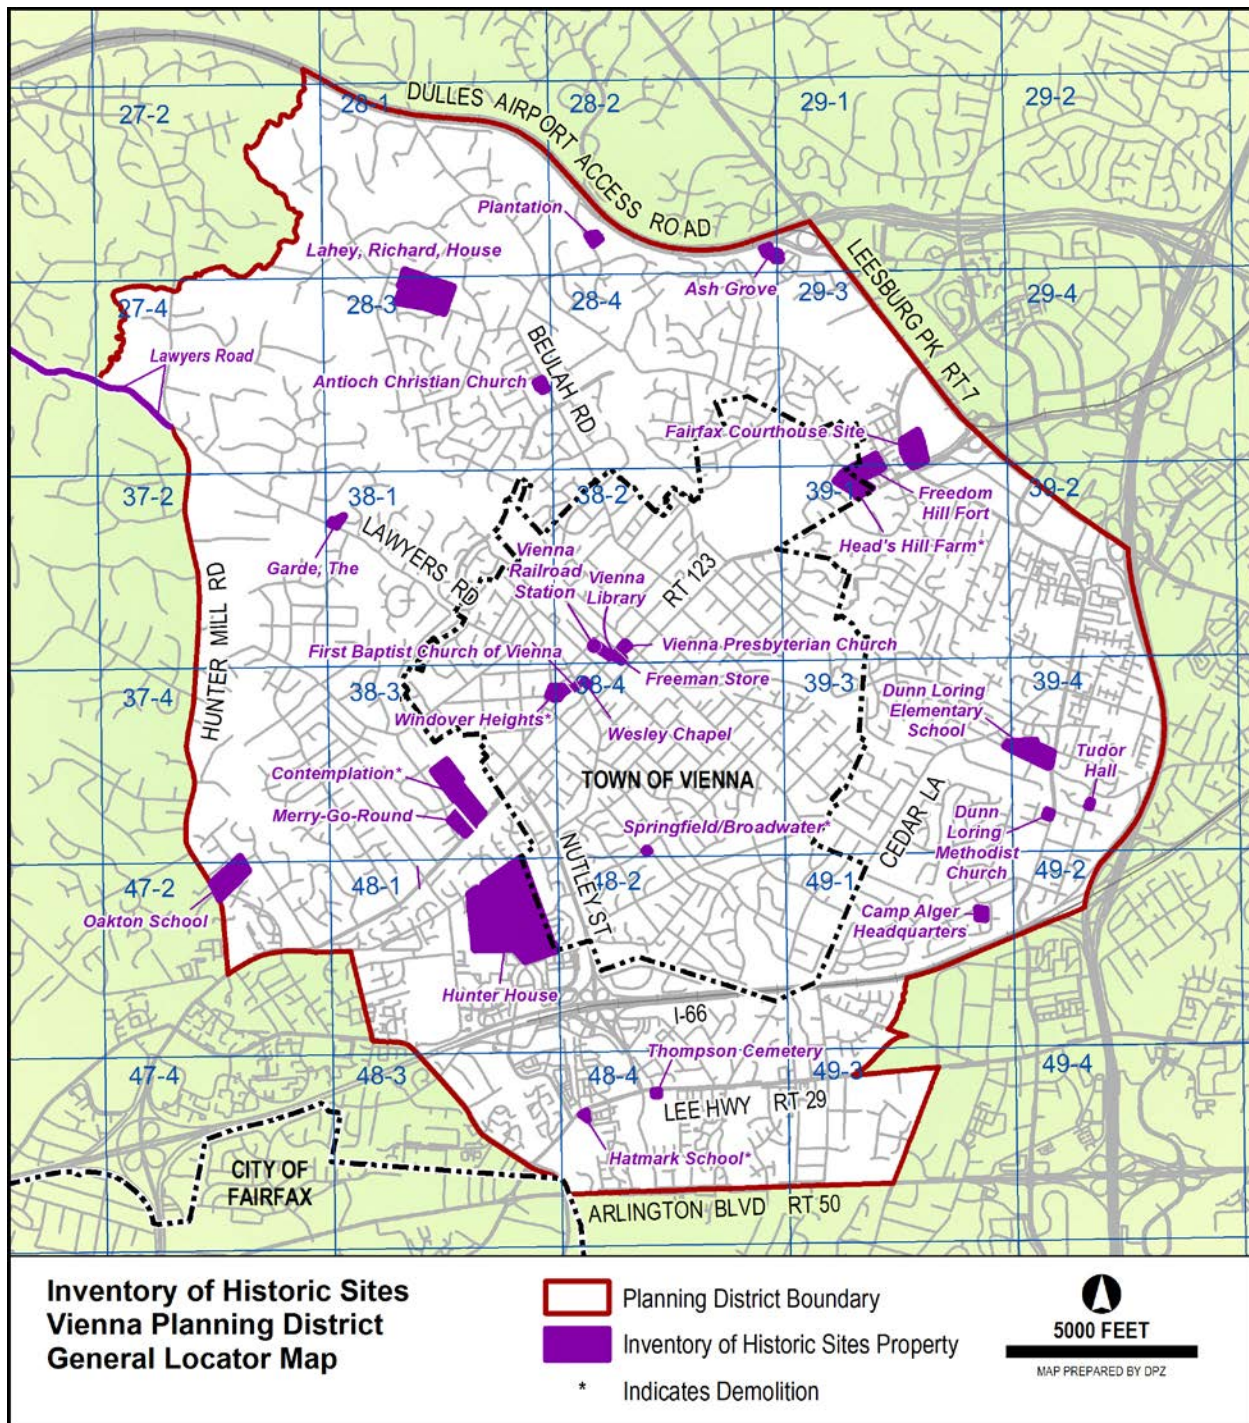 27-2
28-1
28-2
29-1
29-2
DULLES AIRPORT ACCESS ROAD
Plantation
Lahey, Richard, House
Ash Grove
LEESBURG PK RT 7
27-4
28-3
28-4
29-3
29-4
Lawyers Road
Antioch Christian Church
BEULAH RD
Fairfax Courthouse Site
37-2
38-1
38-2
39-1
39-2
Freedom
Hill Fort
Head's Hill Farm*
Garde, The
LAWYERS RD
Vienna
Railroad
Station
Vienna
Library
RT 123
HUNTER MILL RD
First Baptist Church of Vienna
Vienna Presbyterian Church
Freeman Store
37-4
38-3
38-4
39-3
39-4
Windover Heights*
Wesley Chapel
Dunn Loring
Elementary
School
Tudor
Hall
Contemplation*
Merry-Go-Round
TOWN OF VIENNA
Springfield/Broadwater*
CEDAR LA
Dunn
Loring
Methodist
Church
NUTLEY ST
47-2
48-1
48-2
49-1
49-2
Oakton School
Camp Alger
Headquarters
Hunter House
I-66
Thompson Cemetery
47-4
48-3
48-4
49-3
49-4
LEE HWY RT 29
Hatmark School*
CITY OF
FAIRFAX
ARLINGTON BLVD RT 50
Inventory of Historic Sites
Vienna Planning District
General Locator Map
Planning District Boundary
Inventory of Historic Sites Property
* Indicates Demolition
5000 FEET
MAP PREPARED BY DPZ